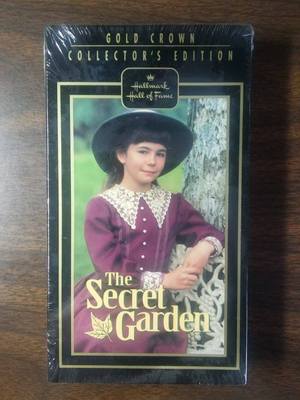 GOLD CROWN
COLLECTOR'S EDITION
Hallmark
Hall of Fame
The
Secret
Garden